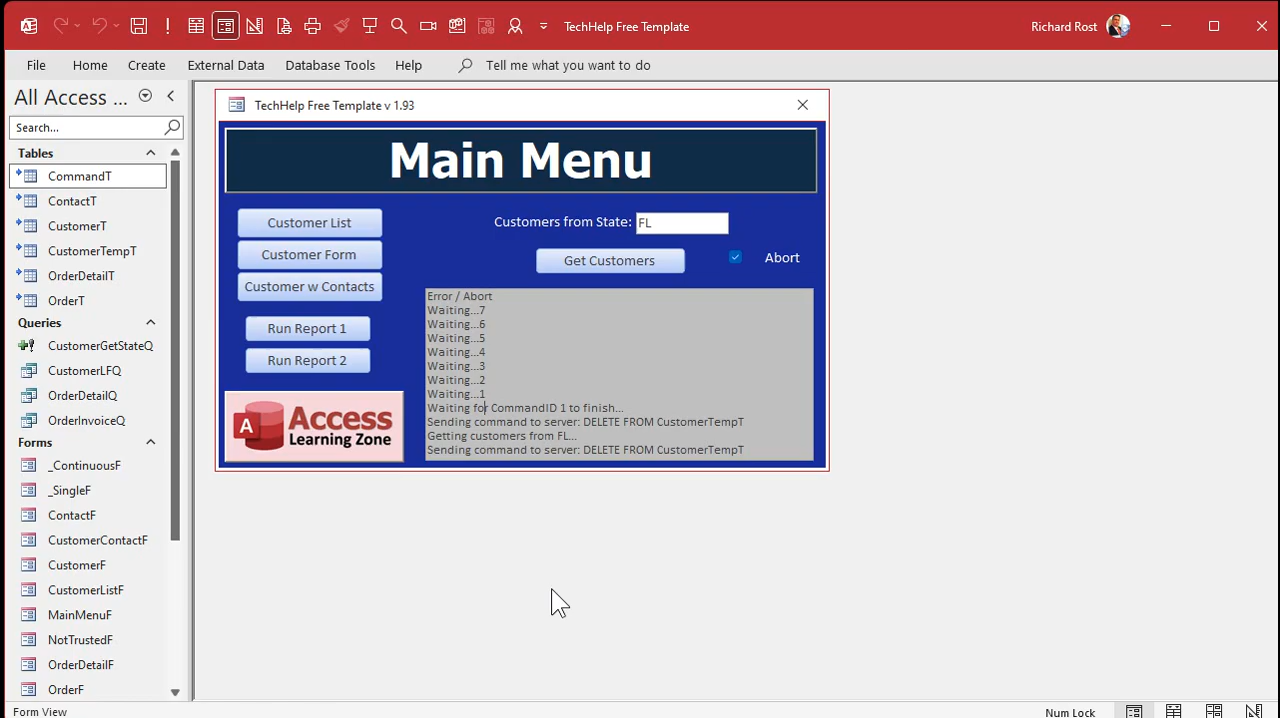 TechHelp Free Template
Richard Rost
File Home Create External Data Database Tools Help Tell me what you want to do
All Access ...
Search...
Tables
CommandT
ContactT
CustomerT
CustomerTempT
OrderDetailT
OrderT
Queries
CustomerGetStateQ
CustomerLFQ
OrderDetailQ
OrderInvoiceQ
Forms
_ContinuousF
_SingleF
ContactF
CustomerContactF
CustomerF
CustomerListF
MainMenuF
NotTrustedF
OrderDetailF
OrderF
TechHelp Free Template v 1.93
Main Menu
Customer List
Customer Form
Customer w Contacts
Run Report 1
Run Report 2
A Access
Learning Zone
Customers from State: FL
Get Customers
Abort
Error / Abort
Waiting...7
Waiting...6
Waiting...5
Waiting...4
Waiting...3
Waiting...2
Waiting...1
Waiting for CommandID 1 to finish...
Sending command to server: DELETE FROM CustomerTempT
Getting customers from FL...
Sending command to server: DELETE FROM CustomerTempT
Form View
Num Lock